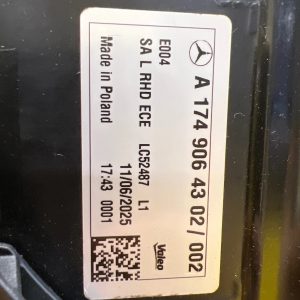 A 174 906 43 02 / 002
E004
SA L RHD ECE LC52487 L1
Made in Poland
11/06/2025
17:43 0001
Valeo